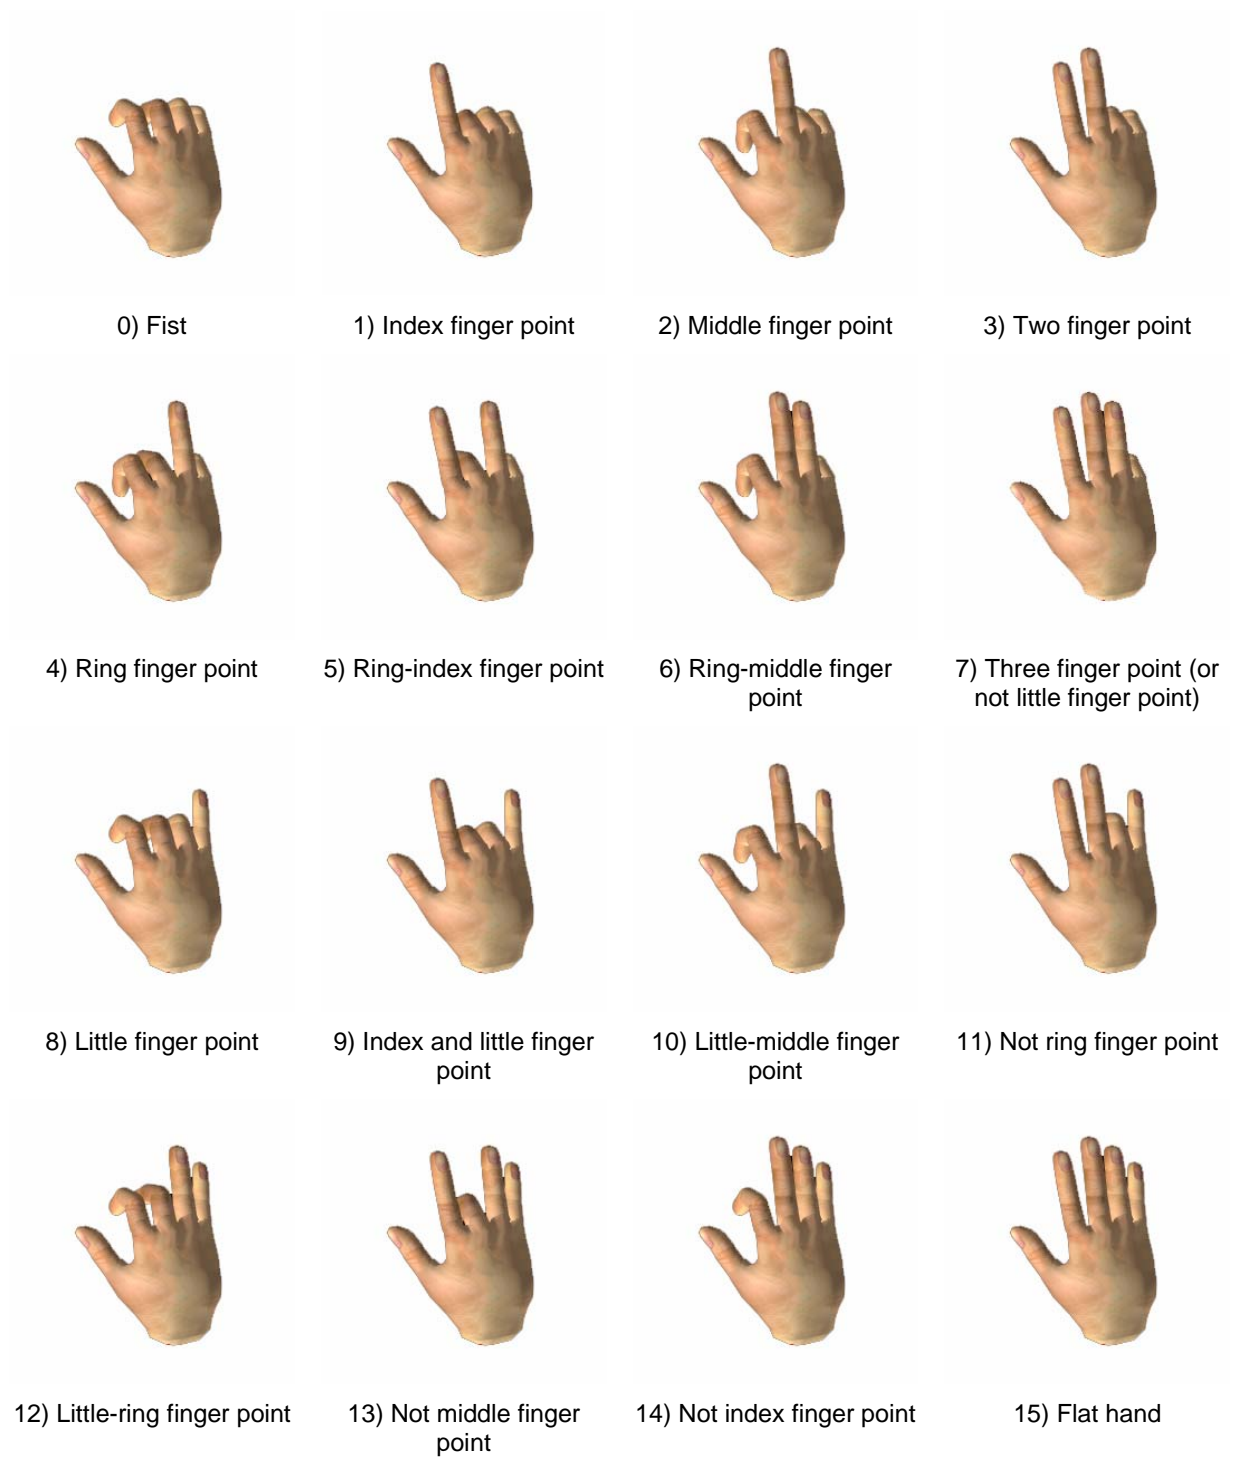 0) Fist
1) Index finger point
2) Middle finger point
3) Two finger point
4) Ring finger point
5) Ring-index finger point
6) Ring-middle finger
point
7) Three finger point (or
not little finger point)
8) Little finger point
9) Index and little finger
point
10) Little-middle finger
point
11) Not ring finger point
12) Little-ring finger point
13) Not middle finger
point
14) Not index finger point
15) Flat hand